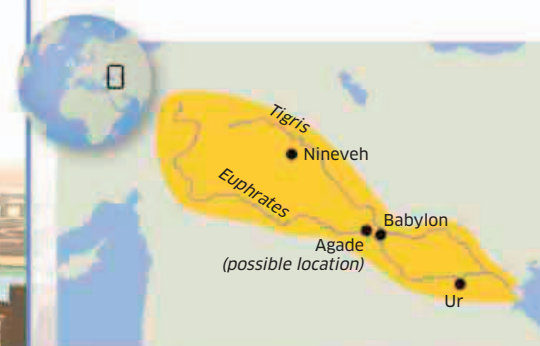 Tigris
Nineveh
Euphrates
Babylon
Agade
(possible location)
Ur